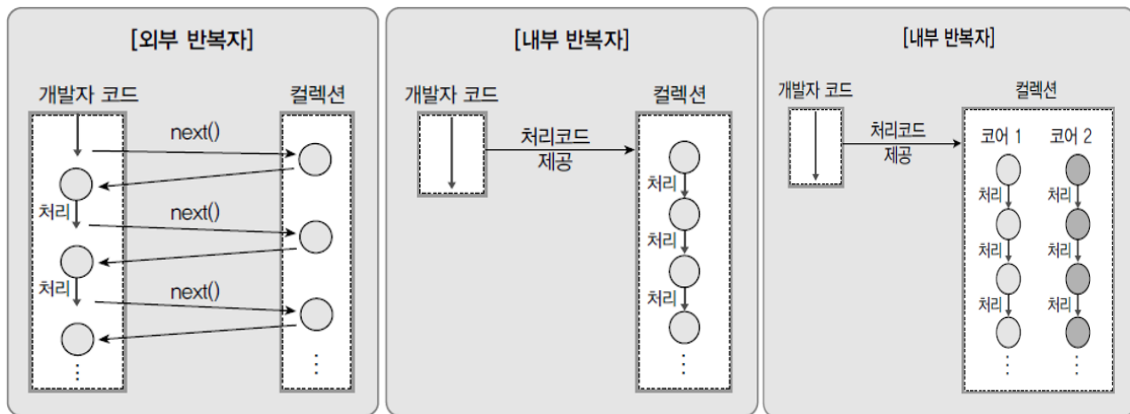 [외부 반복자]
개발자 코드
컬렉션
next()
처리
next()
처리
next()
⋮
⋮
[내부 반복자]
개발자 코드
컬렉션
처리코드
제공
처리
처리
처리
⋮
[내부 반복자]
개발자 코드
컬렉션
처리코드
제공
코어 1
코어 2
처리
처리
처리
처리
처리
처리
⋮
⋮